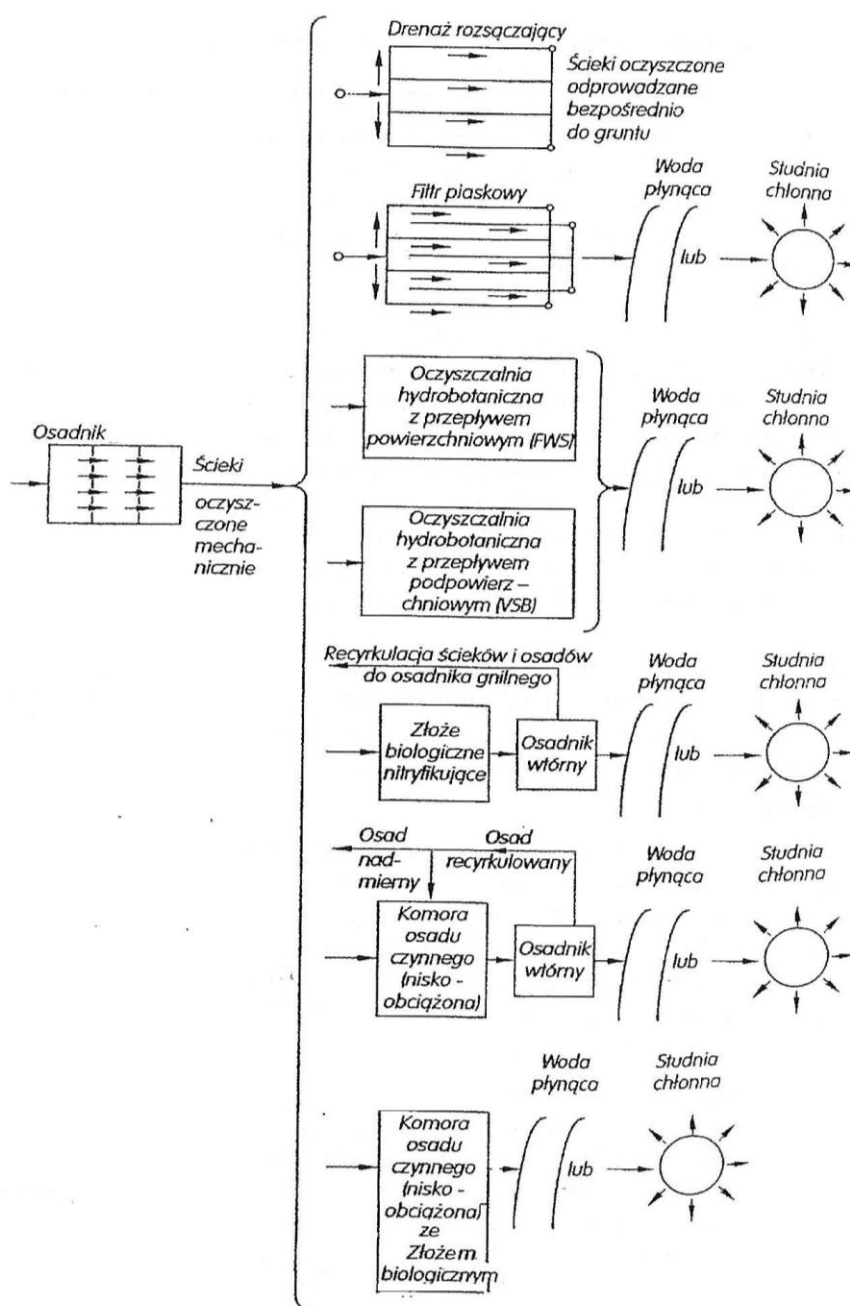 Drenaż rozsączający
Ścieki oczyszczone
odprowadzane
bezpośrednio
do gruntu
Filtr piaskowy
Woda
płynąca
lub
Studnia
chłonna
Osadnik
Ścieki
oczysz-
czone
mecha-
nicznie
Oczyszczalnia
hydrobotaniczna
z przepływem
powierzchniowym (FWS)
Oczyszczalnia
hydrobotaniczna
z przepływem
podpowierz –
chniowym (VSB)
Woda
płynąca
lub
Studnia
chłonna
Recyrkulacja ścieków i osadów
do osadnika gnilnego
Złoże
biologiczne
nitryfikujące
Osadnik
wtórny
Woda
płynąca
lub
Studnia
chłonna
Osad
nad-
mierny
Osad
recyrkulowany
Komora
osadu
czynnego
(nisko -
obciążona)
Osadnik
wtórny
Woda
płynąca
lub
Studnia
chłonna
Komora
osadu
czynnego
(nisko -
obciążona)
ze
Złożem
biologicznym
Woda
płynąca
lub
Studnia
chłonna